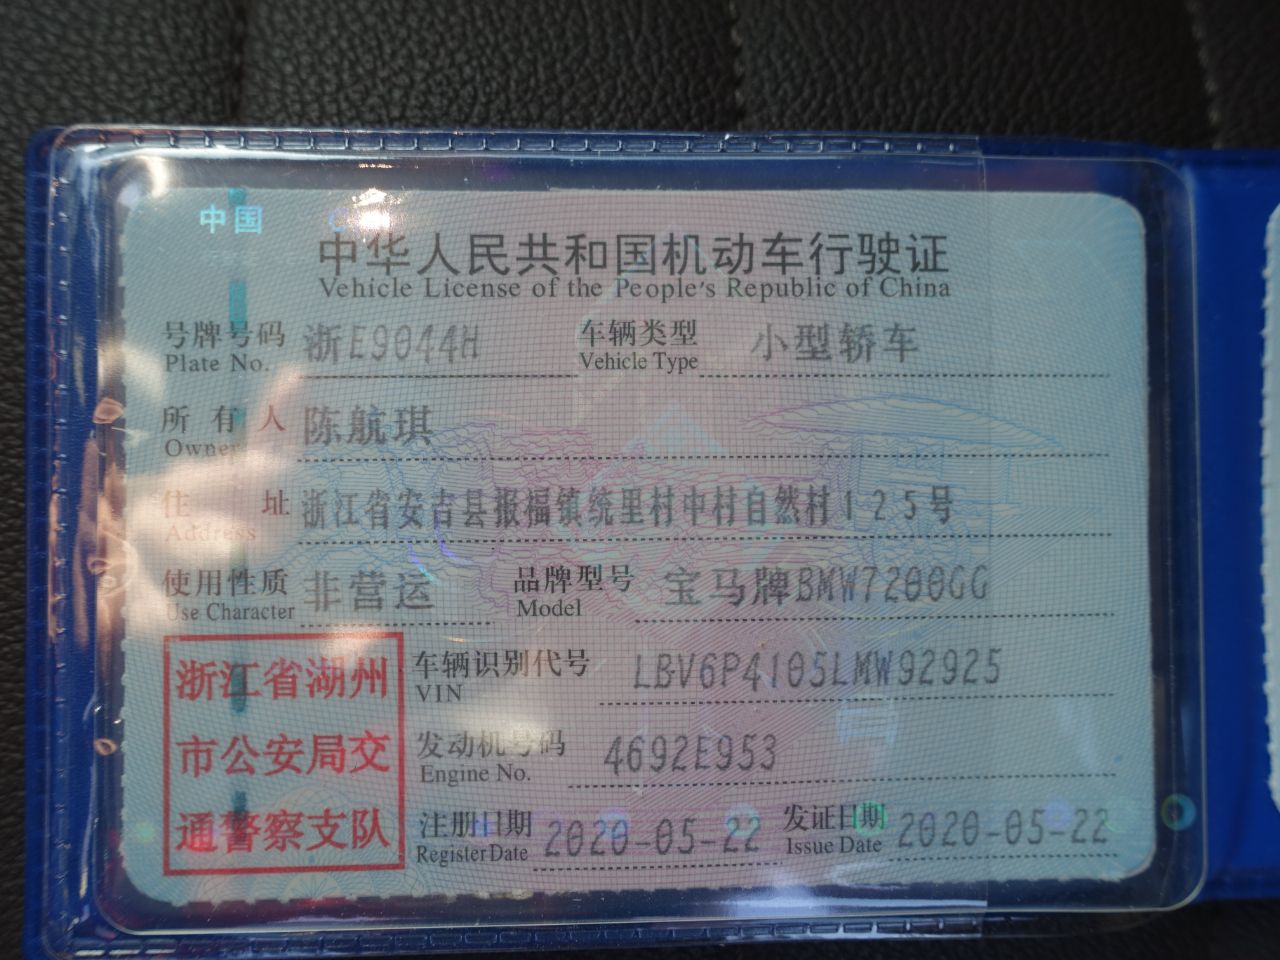 中国
中华人民共和国机动车行驶证
Vehicle License of the People's Republic of China
号牌号码 浙E9044H 车辆类型 小型轿车
Plate No. Vehicle Type
所有人 陈航琪
Owner
住址 浙江省安吉县报福镇统里村中村自然村125号
Address
使用性质 非营运 品牌型号 宝马牌BMW7200GG
Use Character Model
浙江省湖州
市公安局交
通警察支队
车辆识别代号 LBV6P4105LMW92925
VIN
发动机号码 4692E953
Engine No.
注册日期 2020-05-22 发证日期 2020-05-22
Register Date Issue Date